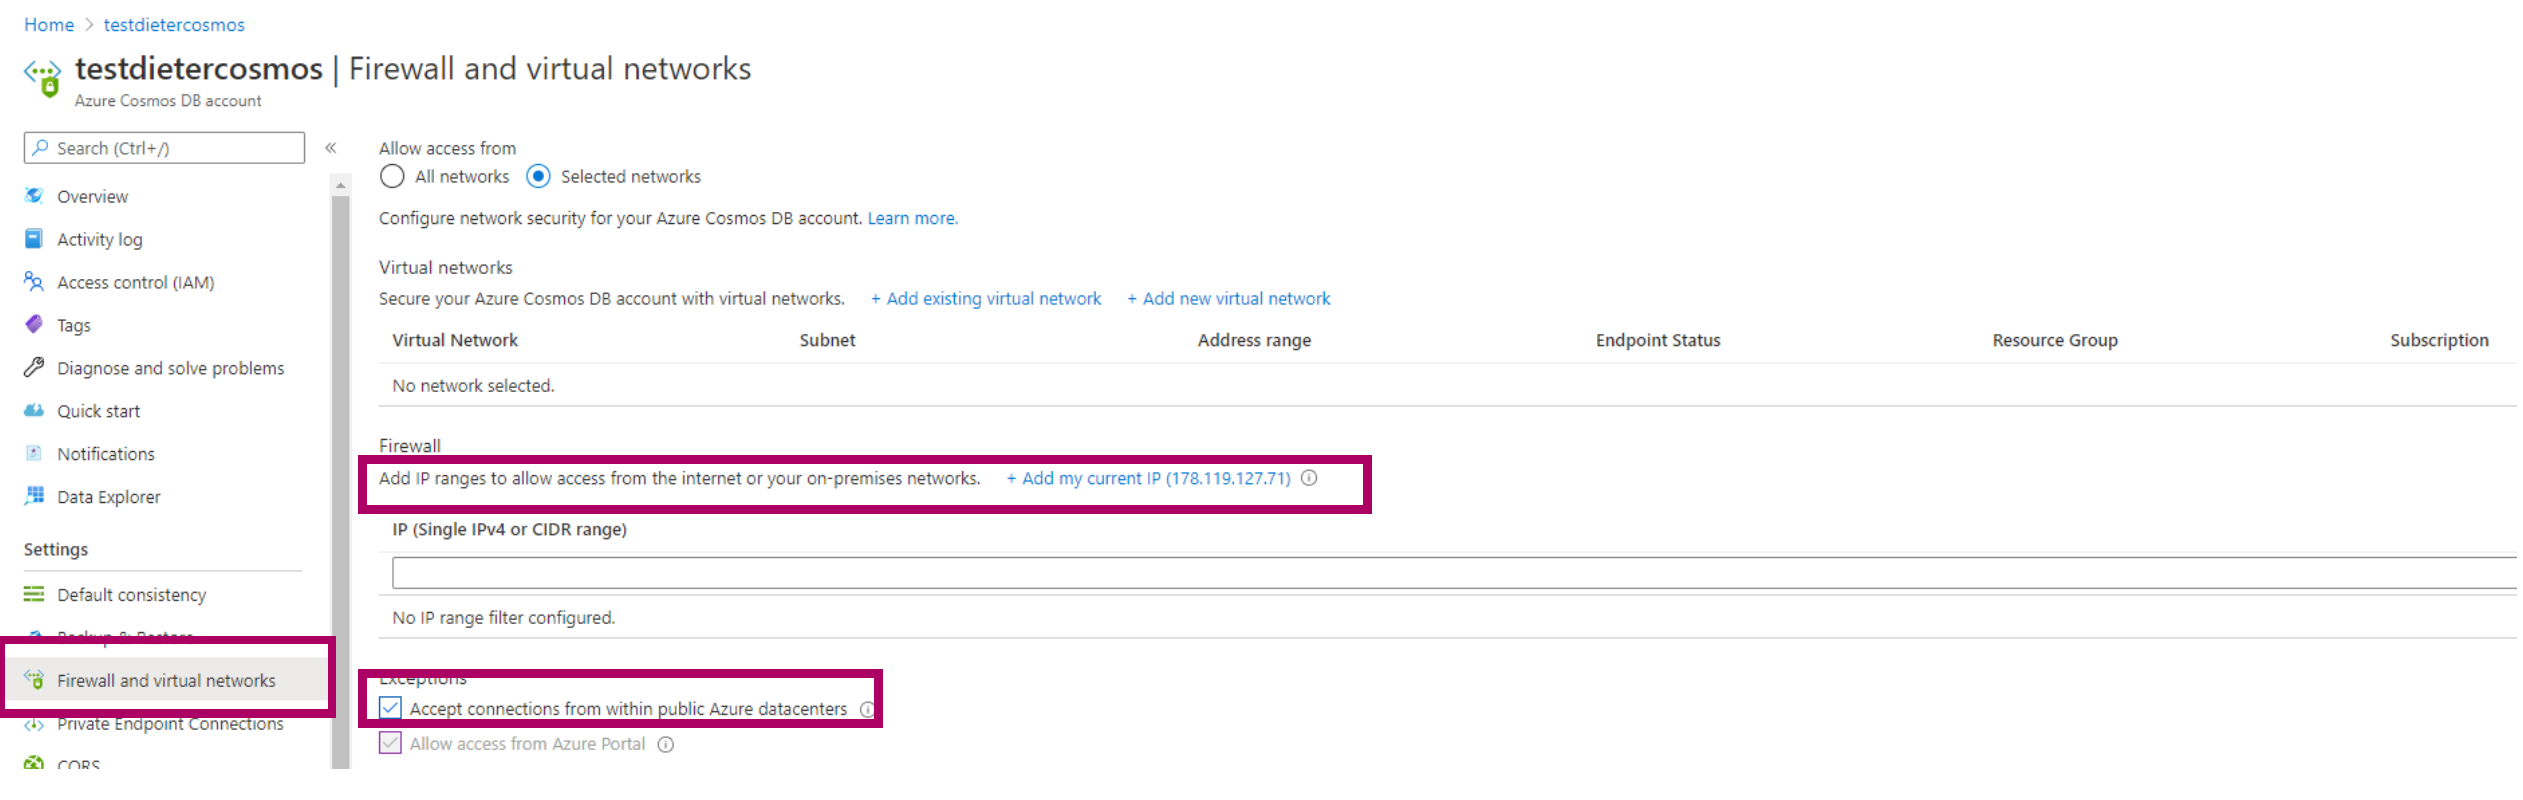 Home > testdietercosmos
testdietercosmos | Firewall and virtual networks
Azure Cosmos DB account
Search (Ctrl+/)
«
Overview
Activity log
Access control (IAM)
Tags
Diagnose and solve problems
Quick start
Notifications
Data Explorer
Settings
Default consistency
Backup & Restore
Firewall and virtual networks
Private Endpoint Connections
CORS
Allow access from
All networks Selected networks
Configure network security for your Azure Cosmos DB account. Learn more.
Virtual networks
Secure your Azure Cosmos DB account with virtual networks. + Add existing virtual network + Add new virtual network
Virtual Network Subnet Address range Endpoint Status Resource Group Subscription
No network selected.
Firewall
Add IP ranges to allow access from the internet or your on-premises networks. + Add my current IP (178.119.127.71)
IP (Single IPv4 or CIDR range)
No IP range filter configured.
Exceptions
Accept connections from within public Azure datacenters
Allow access from Azure Portal